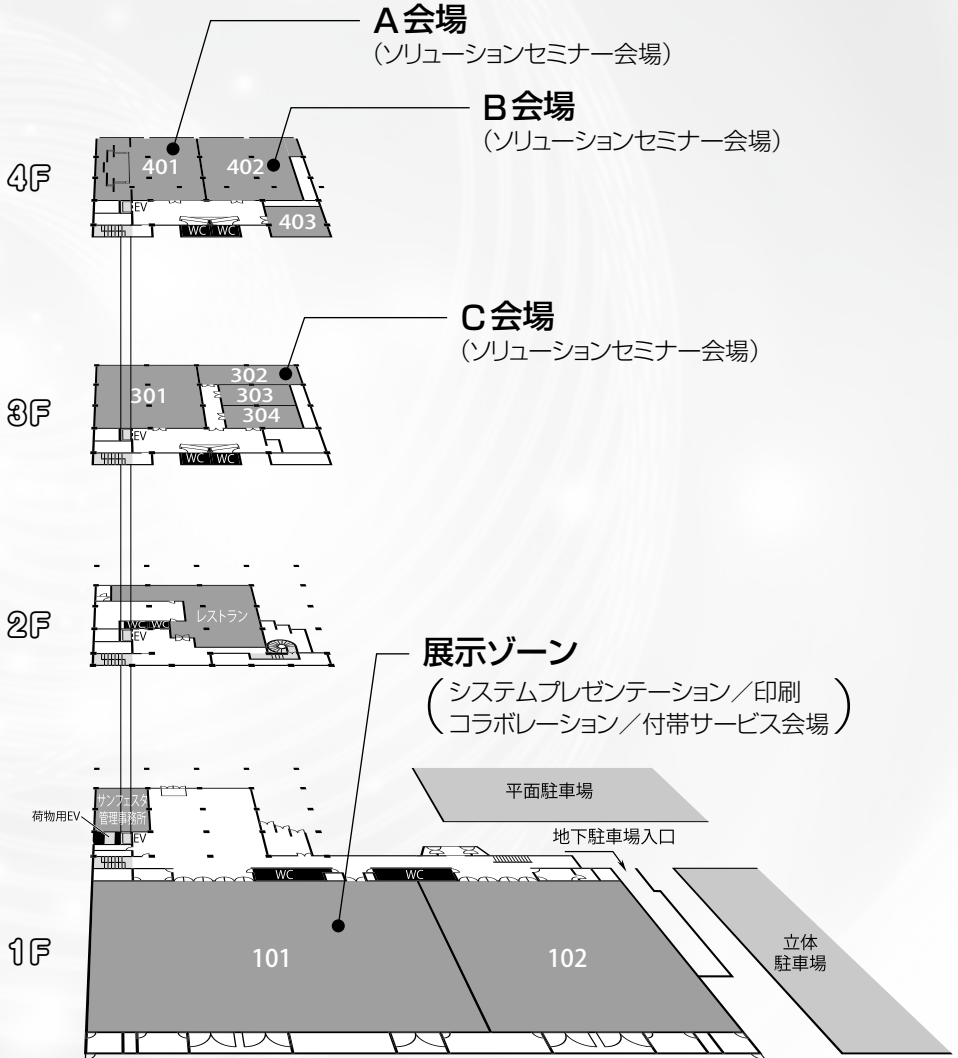 A会場
(ソリューションセミナー会場)
B会場
(ソリューションセミナー会場)
4F
401
402
EV
403
WC
WC
C会場
(ソリューションセミナー会場)
3F
301
302
303
304
EV
WC
WC
2F
レストラン
WC
WC
EV
展示ゾーン
(システムプレゼンテーション／印刷
コラボレーション／付帯サービス会場)
サンフェスタ
管理事務所
荷物用EV
EV
平面駐車場
地下駐車場入口
WC
WC
1F
101
102
立体
駐車場